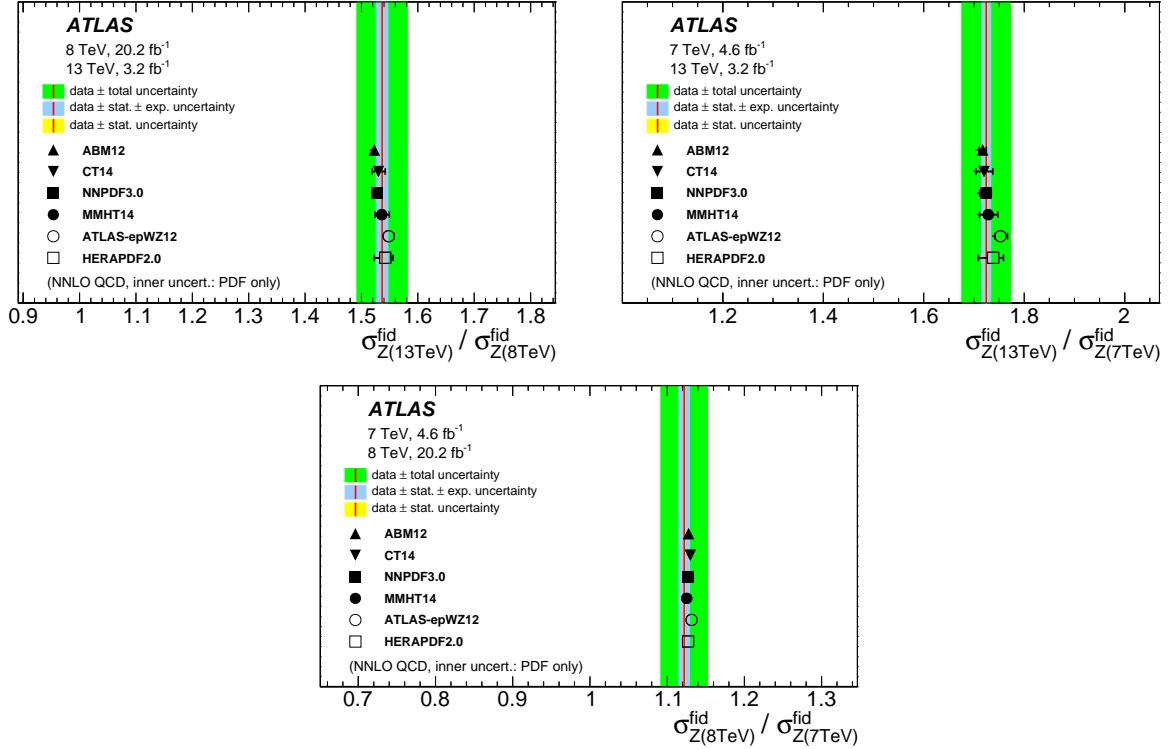 ATLAS
8 TeV, 20.2 fb⁻¹
13 TeV, 3.2 fb⁻¹
data ± total uncertainty
data ± stat. ± exp. uncertainty
data ± stat. uncertainty
ABM12
CT14
NNPDF3.0
MMHT14
ATLAS-epWZ12
HERAPDF2.0
(NNLO QCD, inner uncert.: PDF only)
0.9 1 1.1 1.2 1.3 1.4 1.5 1.6 1.7 1.8
σ^fid_Z(13TeV) / σ^fid_Z(8TeV)
ATLAS
7 TeV, 4.6 fb⁻¹
13 TeV, 3.2 fb⁻¹
data ± total uncertainty
data ± stat. ± exp. uncertainty
data ± stat. uncertainty
ABM12
CT14
NNPDF3.0
MMHT14
ATLAS-epWZ12
HERAPDF2.0
(NNLO QCD, inner uncert.: PDF only)
1.2 1.4 1.6 1.8 2
σ^fid_Z(13TeV) / σ^fid_Z(7TeV)
ATLAS
7 TeV, 4.6 fb⁻¹
8 TeV, 20.2 fb⁻¹
data ± total uncertainty
data ± stat. ± exp. uncertainty
data ± stat. uncertainty
ABM12
CT14
NNPDF3.0
MMHT14
ATLAS-epWZ12
HERAPDF2.0
(NNLO QCD, inner uncert.: PDF only)
0.7 0.8 0.9 1 1.1 1.2 1.3
σ^fid_Z(8TeV) / σ^fid_Z(7TeV)